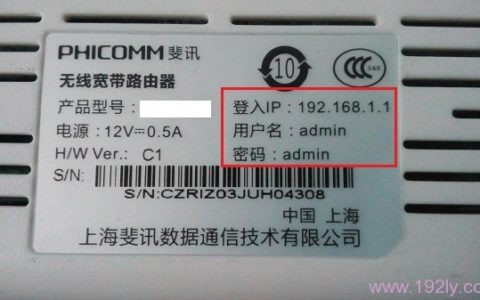 PHICOMM 斐讯
10
CCC S&E
无线宽带路由器
产品型号:
登入IP:192.168.1.1
电源:12V⎓0.5A
用户名:admin
H/W Ver.: C1
密码:admin
S/N:
S/N:CZRIZ03JUH04308
中国 上海
上海斐讯数据通信技术有限公司
www.192ly.com